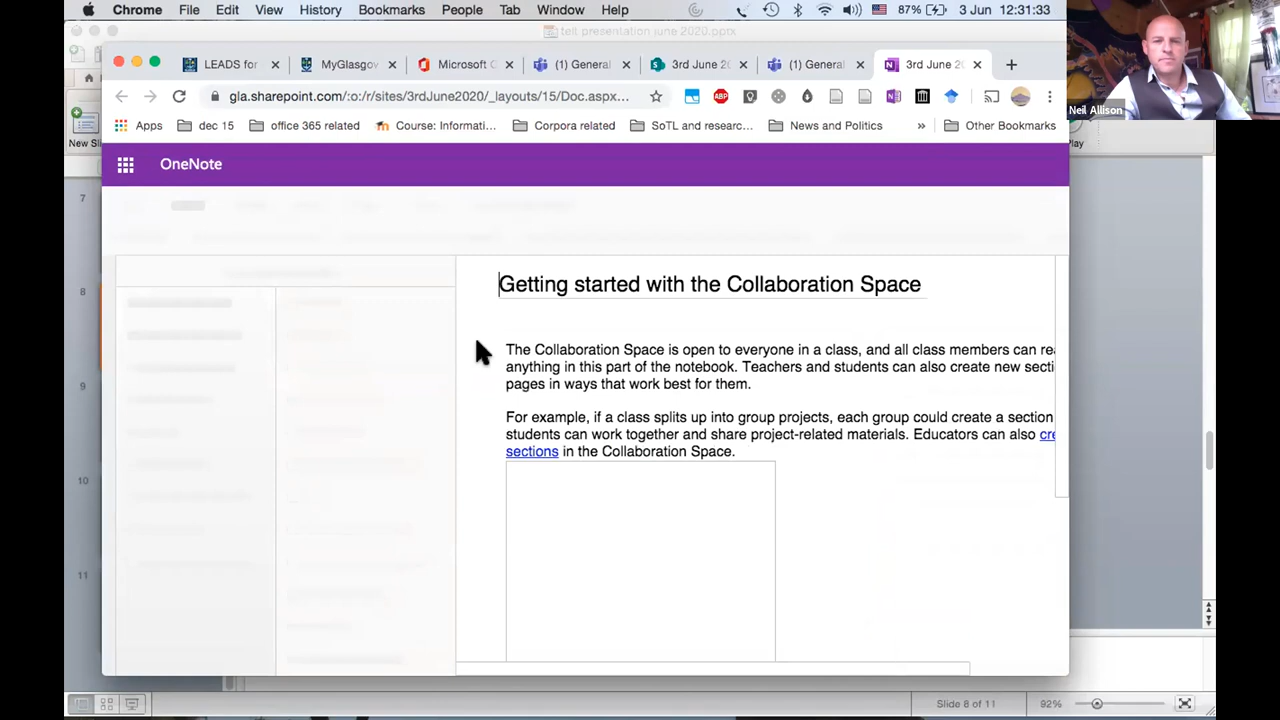 Chrome File Edit View History Bookmarks People Tab Window Help 87% 3 Jun 12:31:33
tell presentation june 2020.pptx
LEADS for MyGlasgov Microsoft (1) General 3rd June 20 (1) General 3rd June 20
gla.sharepoint.com/:o:/r/sites/3rdJune2020/_layouts/15/Doc.aspx...
ABP
Neil Allison
Apps dec 15 office 365 related Course: Informati... Corpora related SoTL and researc... News and Politics » Other Bookmarks
New Sl
Play
OneNote
7
8
10
11
Getting started with the Collaboration Space
The Collaboration Space is open to everyone in a class, and all class members can re
anything in this part of the notebook. Teachers and students can also create new secti
pages in ways that work best for them.
For example, if a class splits up into group projects, each group could create a section
students can work together and share project-related materials. Educators can also cre
sections in the Collaboration Space.
Slide 8 of 11 92%